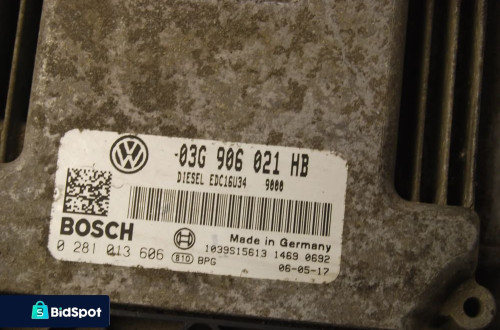 03G 906 021 HB
DIESEL EDC16U34 9000
BOSCH
Made in Germany
0 281 013 606
810 BPG
1039S15613 1469 0692
06-05-17
BidSpot